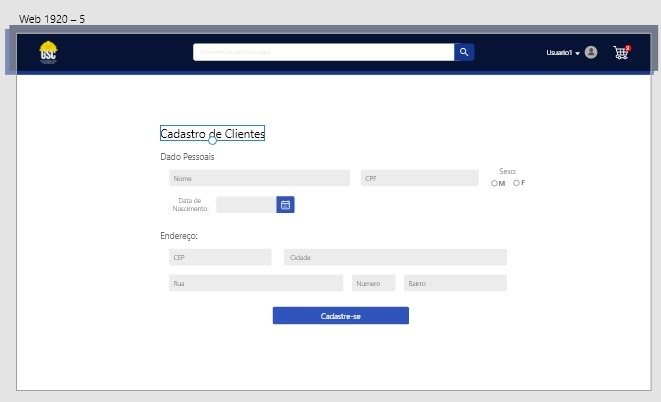 Web 1920 – 5
GSC
Usuario1
Cadastro de Clientes
Dado Pessoais
Nome
CPF
Sexo:
M
F
Data de
Nascimento:
Endereço:
CEP
Cidade
Rua
Numero
Bairro
Cadastre-se